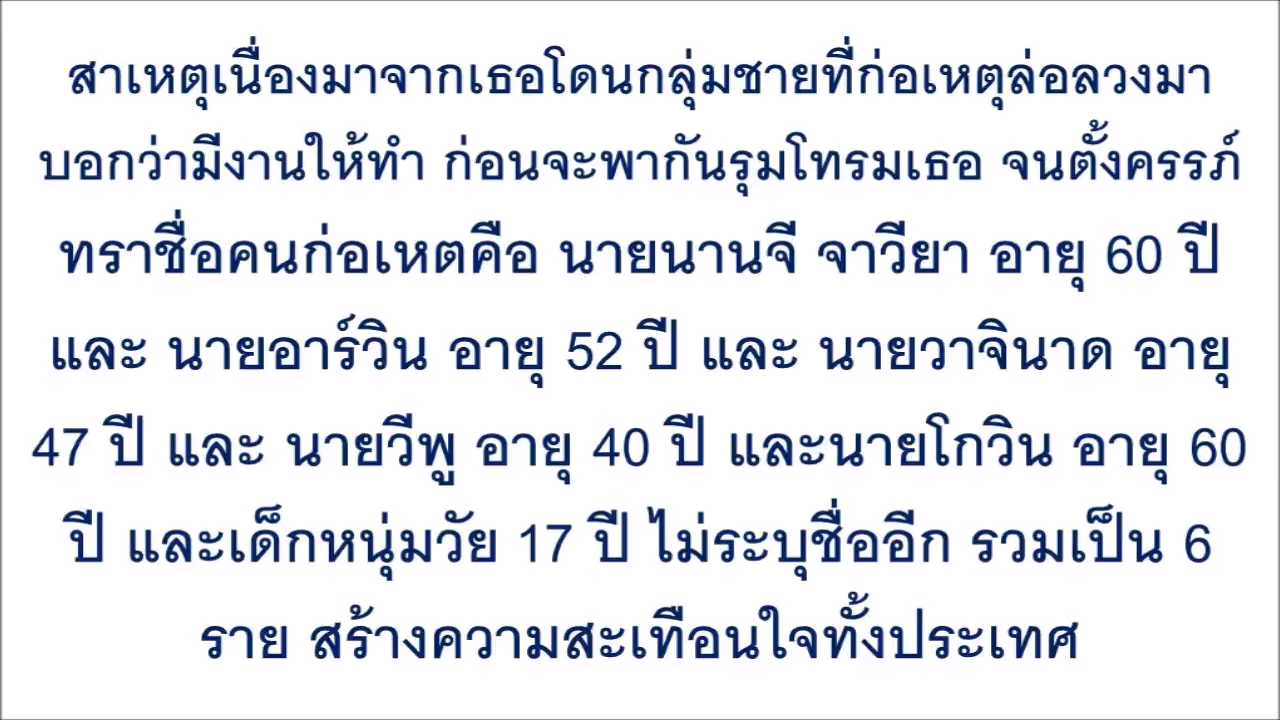 สาเหตุเนื่องมาจากเธอโดนกลุ่มชายที่ก่อเหตุล่อลวงมา
บอกว่ามีงานให้ทำ ก่อนจะพากันรุมโทรมเธอ จนตั้งครรภ์
ทราชื่อคนก่อเหตคือ นายนานจี จาวียา อายุ 60 ปี
และ นายอาร์วิน อายุ 52 ปี และ นายวาจินาด อายุ
47 ปี และ นายวีพู อายุ 40 ปี และนายโกวิน อายุ 60
ปี และเด็กหนุ่มวัย 17 ปี ไม่ระบุชื่ออีก รวมเป็น 6
ราย สร้างความสะเทือนใจทั้งประเทศ